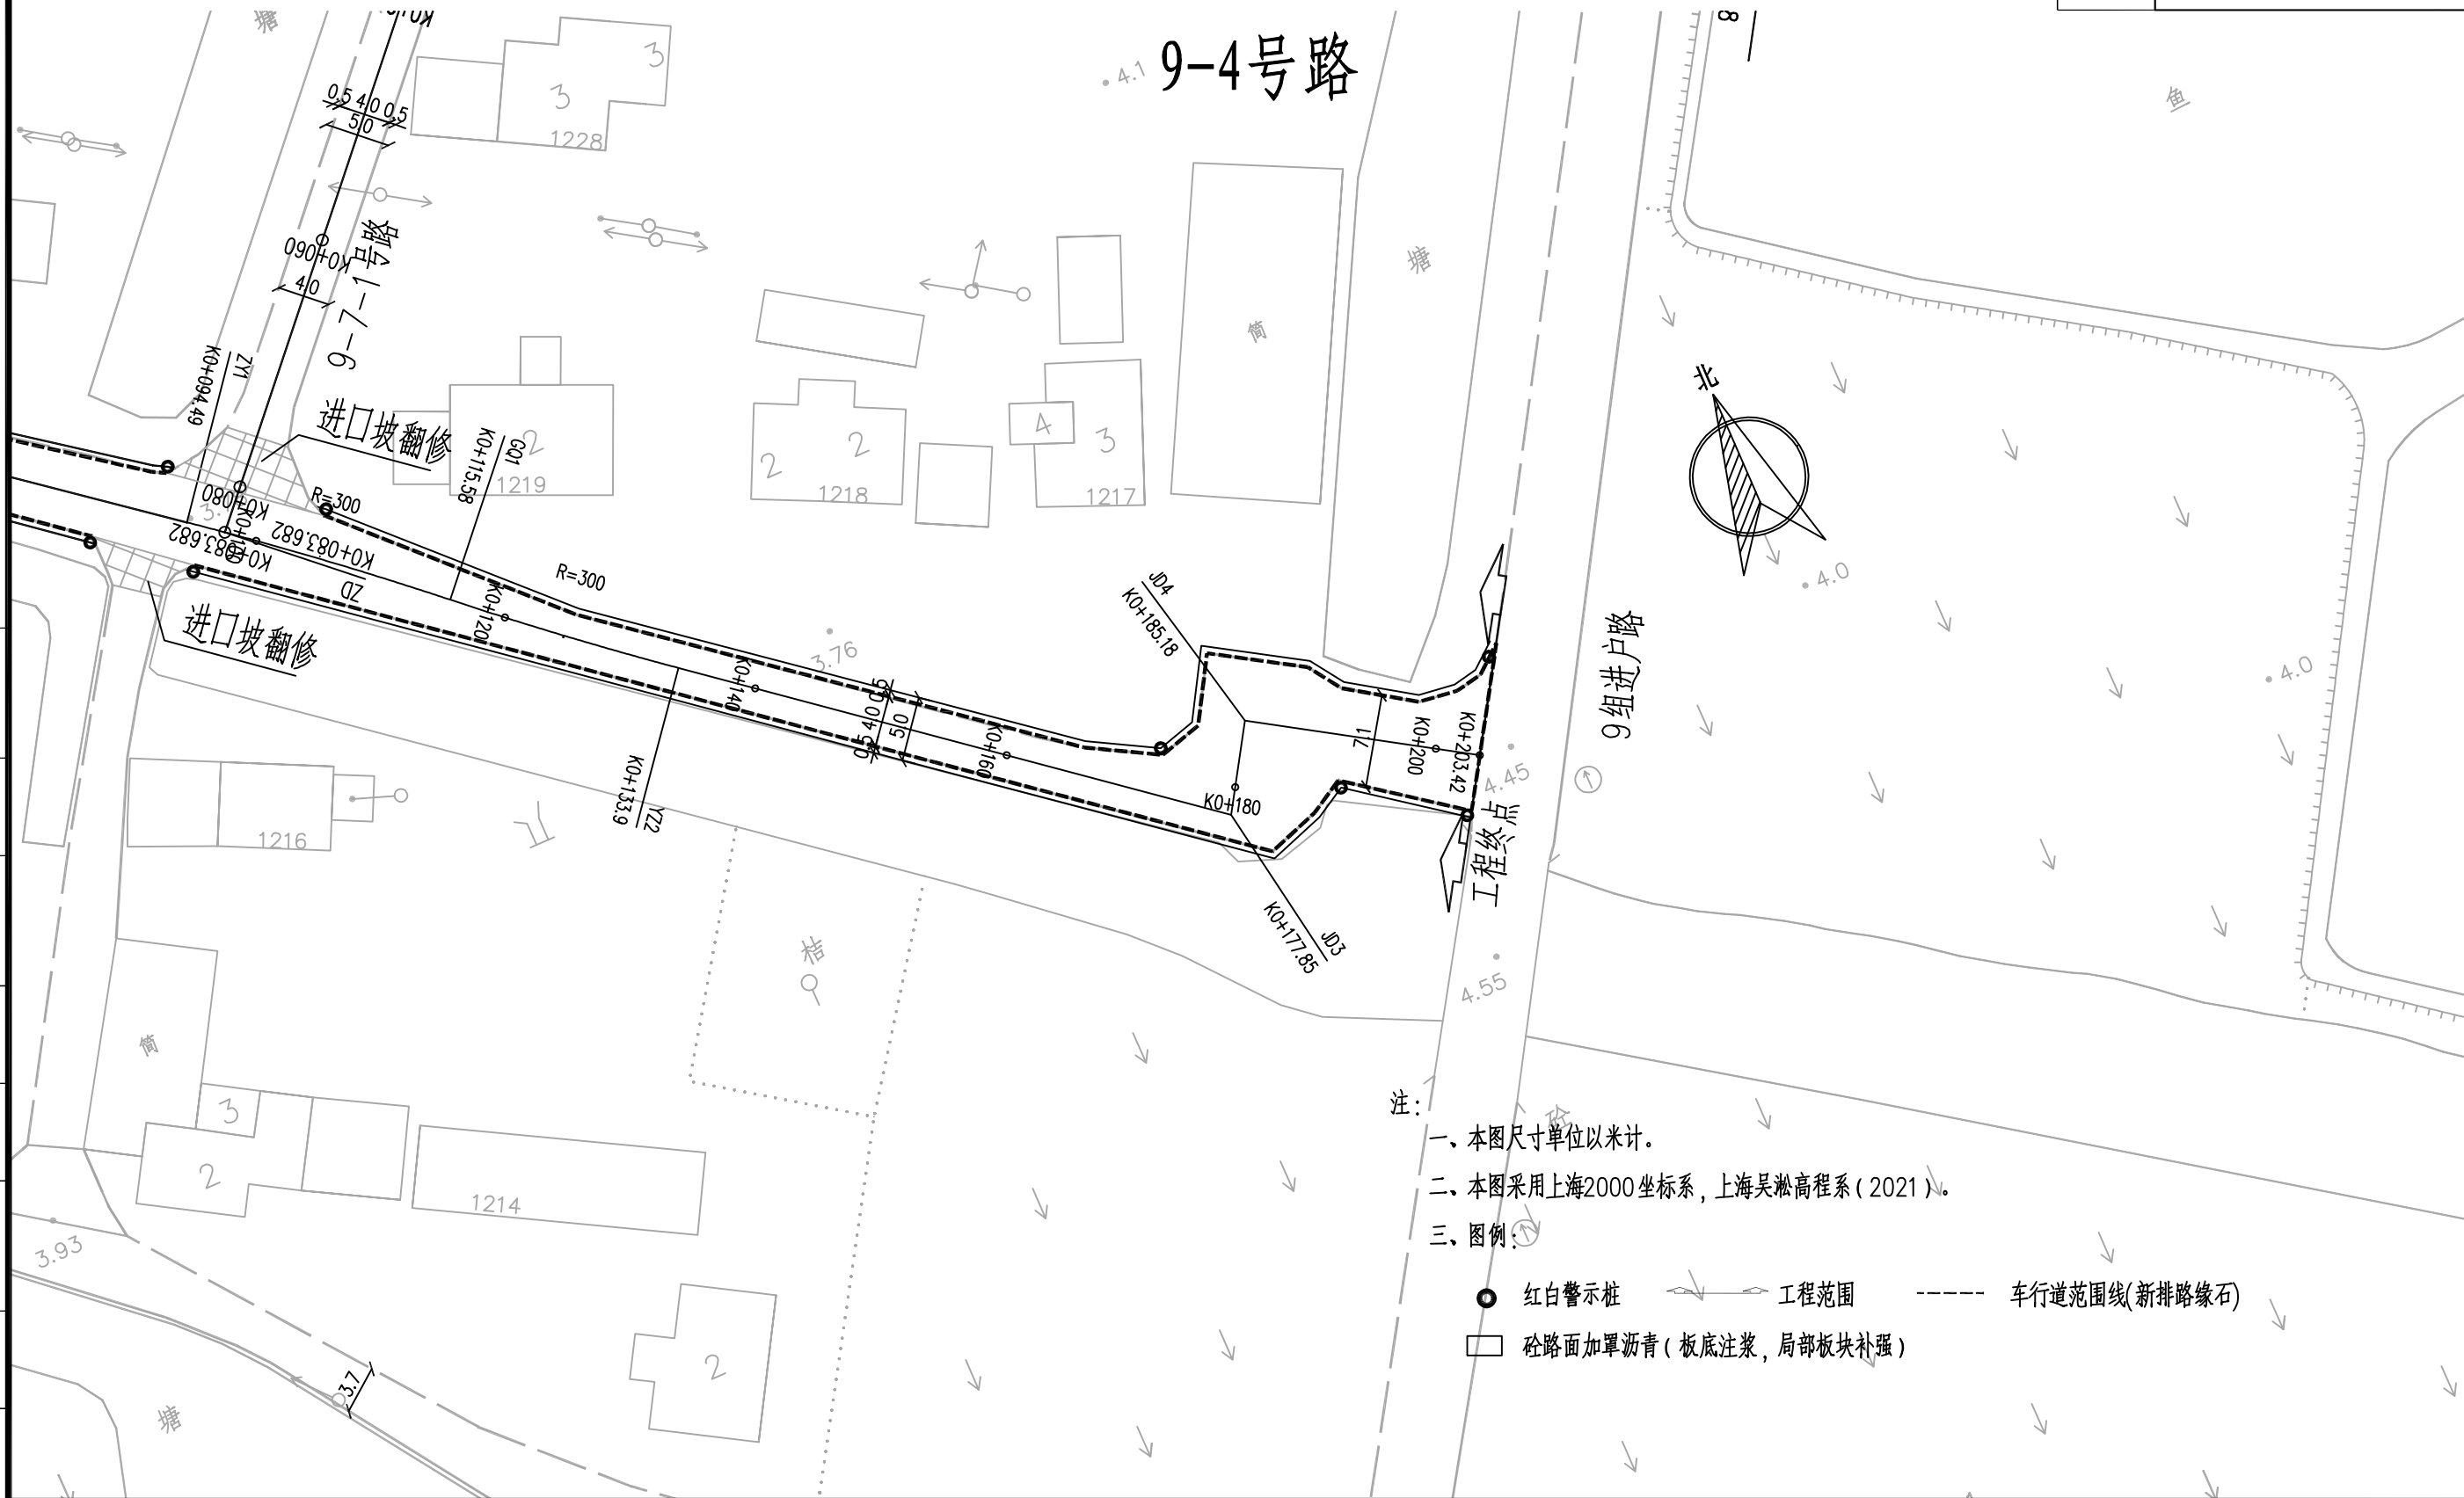 9-4号路
塘
3
3
1228
4.1
鱼
0.5 4.0 0.5
5.0
K0+060
4.0
9-7-1号路
塘
简
北
ZY1
K0+094.49
进口坡翻修
2
1219
GQ1
K0+115.58
2
2
1218
4
3
1217
R=300
K0+080
K0+083.682
K0+083.682
ZD
K0+100
进口坡翻修
R=300
K0+120
3.76
K0+140
K0+133.9
YZ2
0.5 4.0 0.5
5.0
K0+160
JD4
K0+185.18
K0+180
7.1
K0+200
K0+203.42
工程终点
9组进户路
4.0
4.0
4.45
4.55
JD3
K0+177.85
1216
桔
简
3
2
1214
3.93
2
3.7
塘
砼
注:
一、本图尺寸单位以米计。
二、本图采用上海2000坐标系,上海吴淞高程系(2021)。
三、图例:
红白警示桩 工程范围 车行道范围线(新排路缘石)
砼路面加罩沥青(板底注浆,局部板块补强)